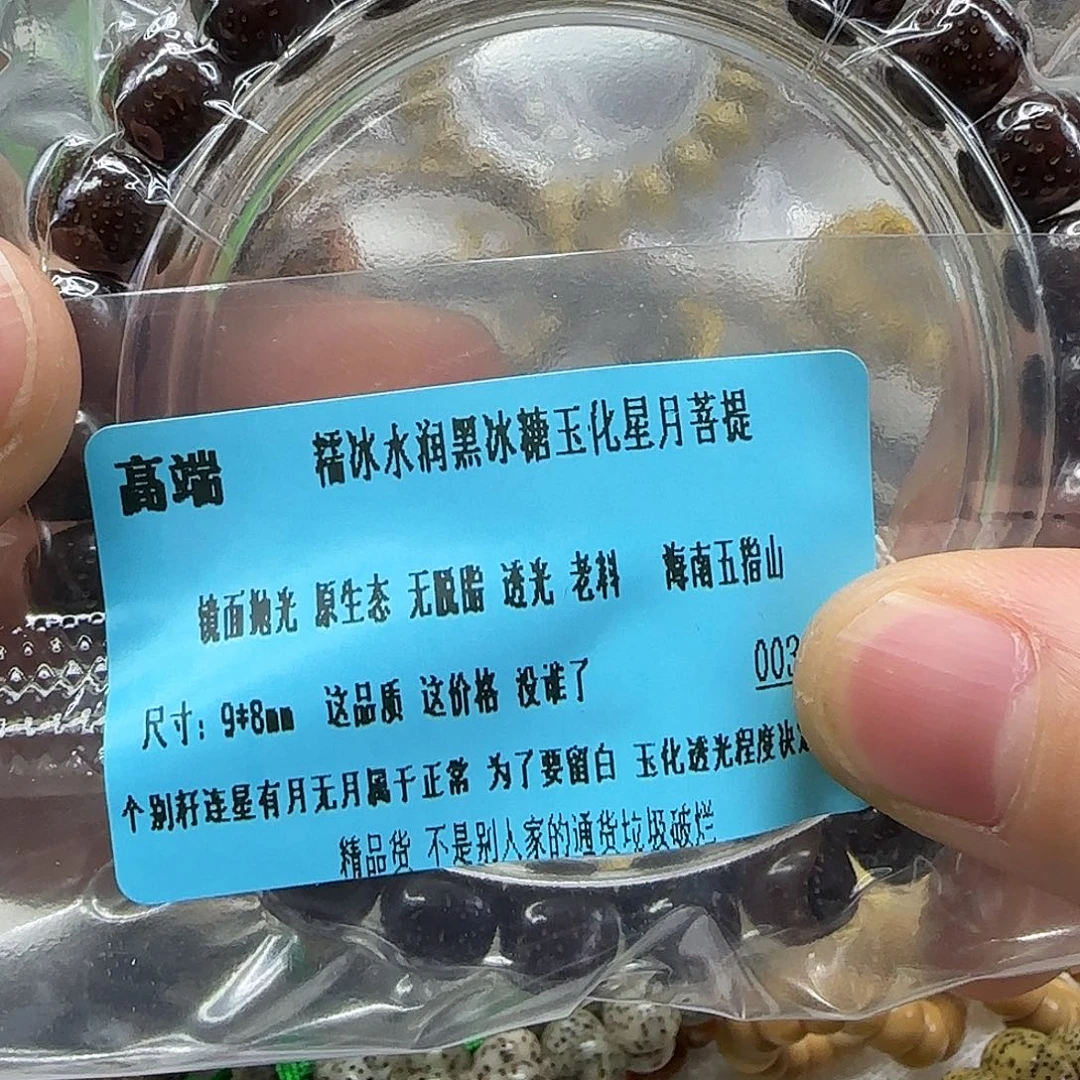 高端 糯冰水润黑冰糖玉化星月菩提
镜面抛光 原生态 无脱脂 透光 老料 海南五指山
003
尺寸：9*8mm 这品质 这价格 没谁了
个别籽连星有月无月属于正常 为了要留白 玉化透光程度决
精品货 不是别人家的通货垃圾破烂